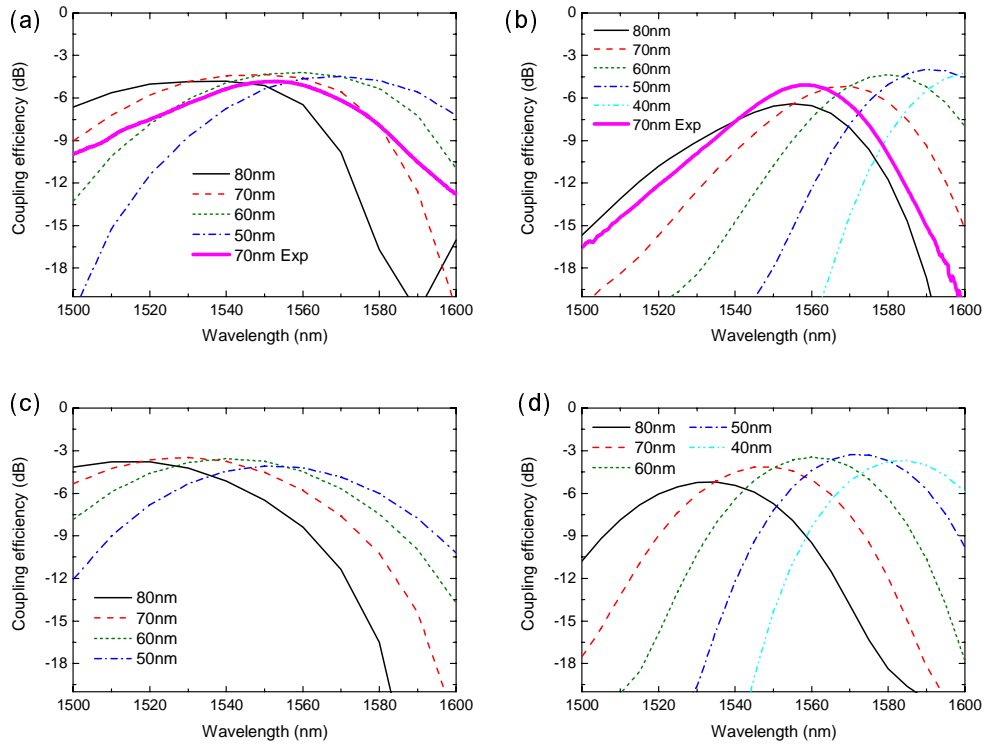 (a)
0
-3
-6
-9
-12
-15
-18
Coupling efficiency (dB)
80nm
70nm
60nm
50nm
70nm Exp
1500 1520 1540 1560 1580 1600
Wavelength (nm)
(b)
0
-3
-6
-9
-12
-15
-18
Coupling efficiency (dB)
80nm
70nm
60nm
50nm
40nm
70nm Exp
1500 1520 1540 1560 1580 1600
Wavelength (nm)
(c)
0
-3
-6
-9
-12
-15
-18
Coupling efficiency (dB)
80nm
70nm
60nm
50nm
1500 1520 1540 1560 1580 1600
Wavelength (nm)
(d)
0
-3
-6
-9
-12
-15
-18
Coupling efficiency (dB)
80nm 50nm
70nm 40nm
60nm
1500 1520 1540 1560 1580 1600
Wavelength (nm)